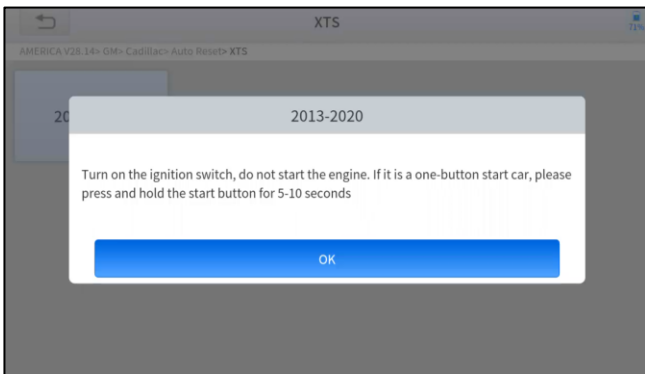 XTS
71%
AMERICA V28.14> GM> Cadillac> Auto Reset> XTS
20
2013-2020
Turn on the ignition switch, do not start the engine. If it is a one-button start car, please
press and hold the start button for 5-10 seconds
OK